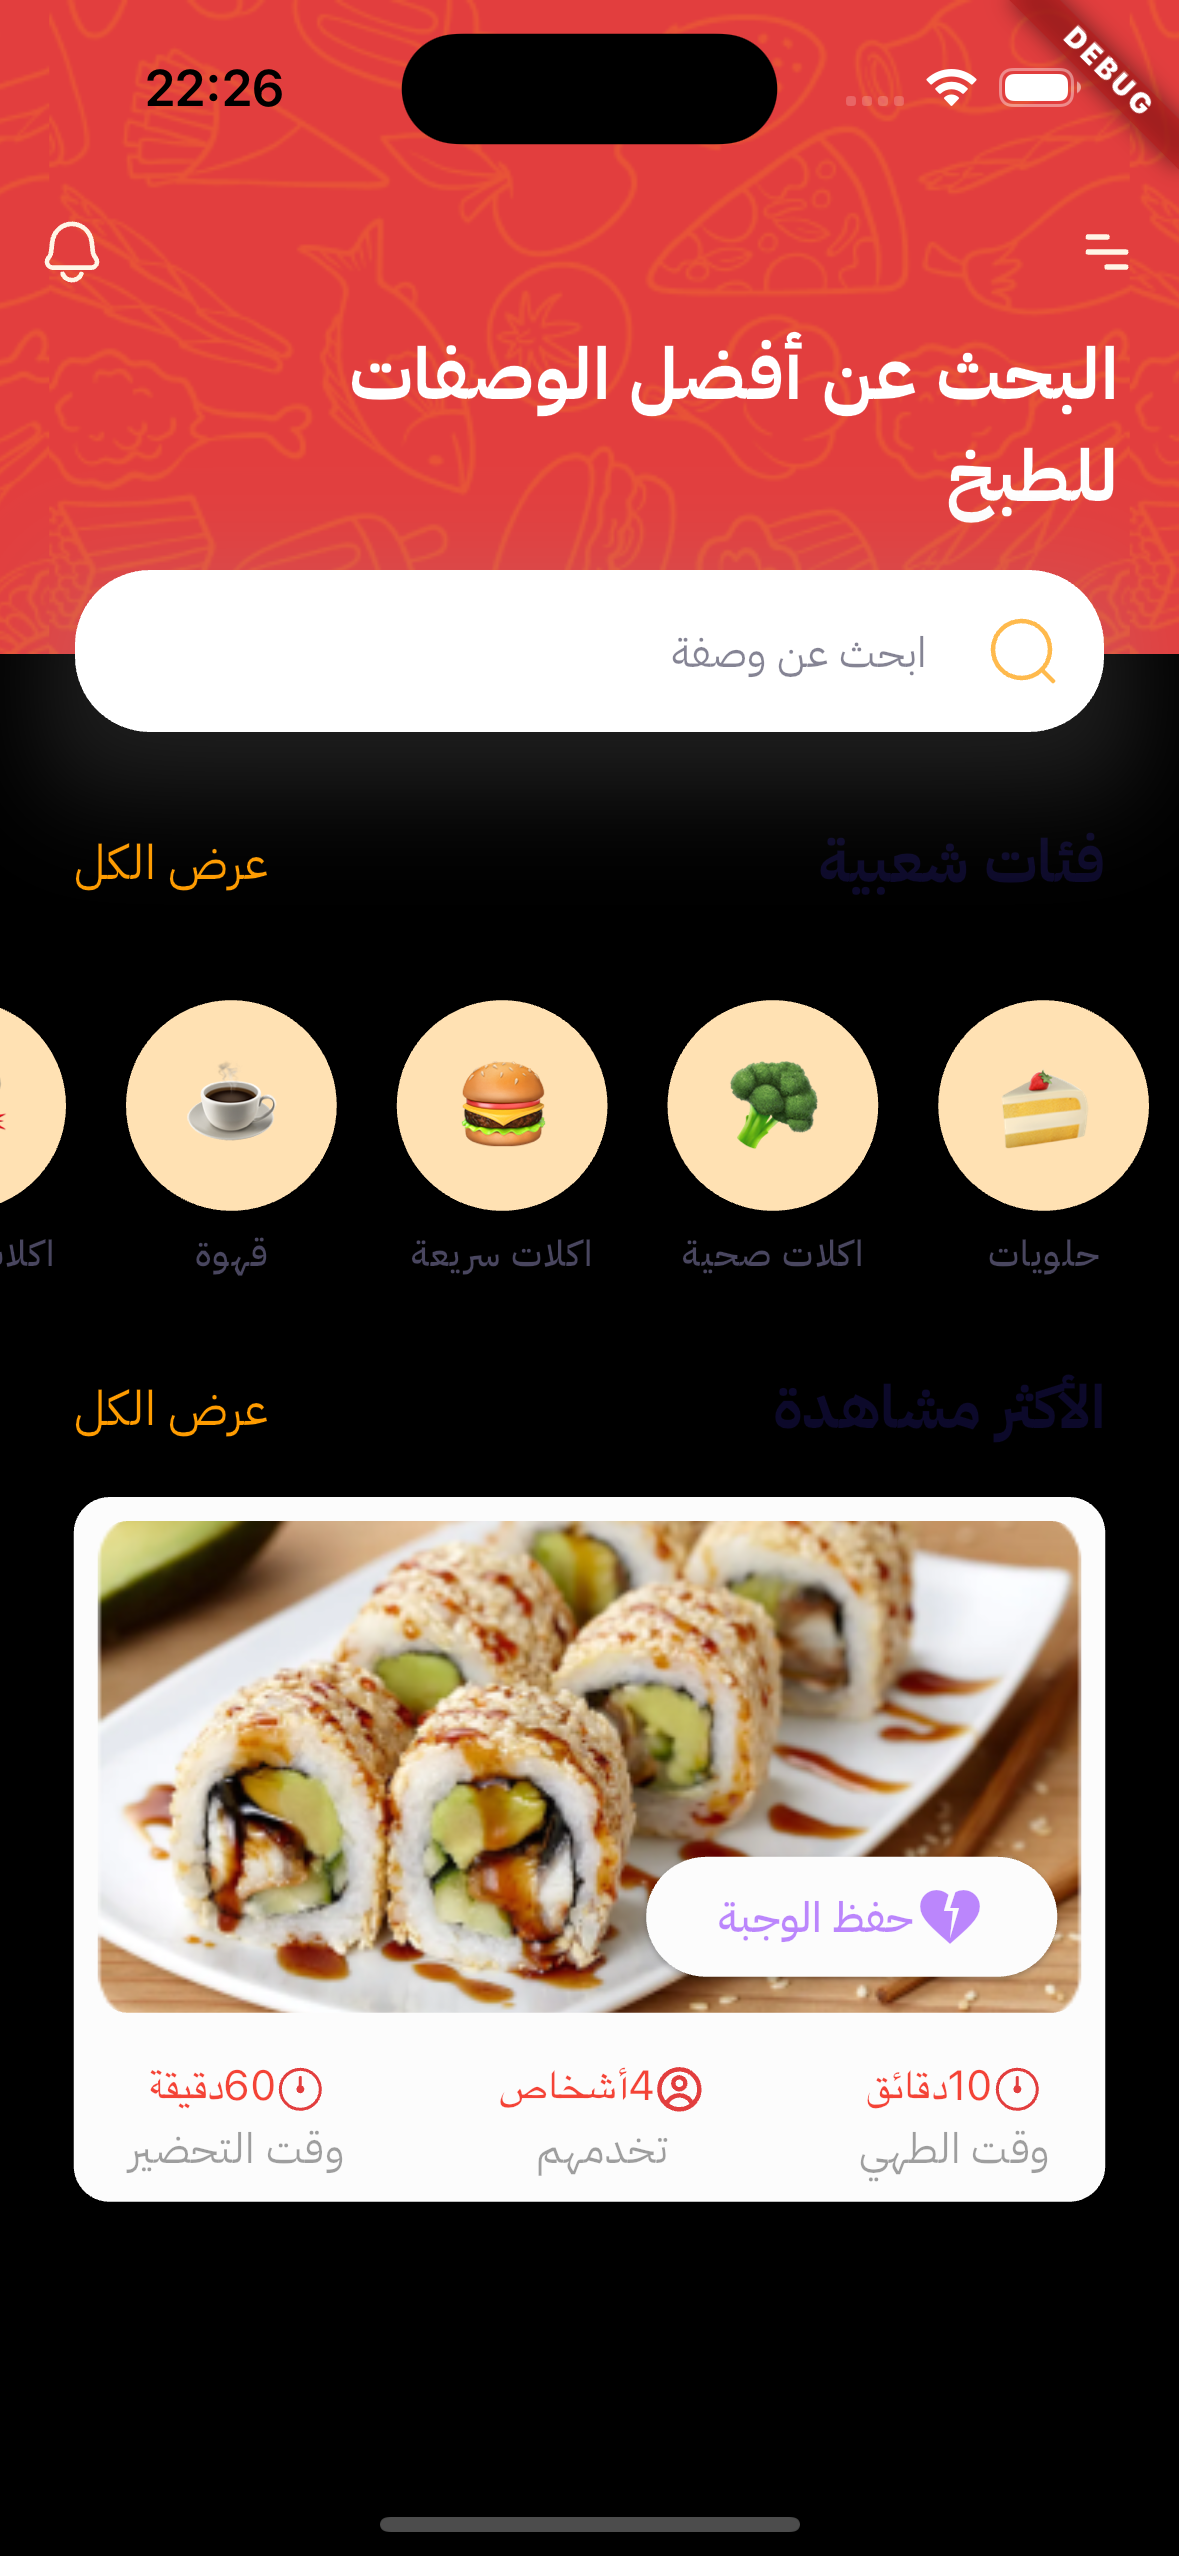 22:26
DEBUG
البحث عن أفضل الوصفات
للطبخ
ابحث عن وصفة
فئات شعبية
عرض الكل
حلويات
اكلات صحية
اكلات سريعة
قهوة
الأكثر مشاهدة
عرض الكل
حفظ الوجبة
10دقائق
4أشخاص
60دقيقة
وقت الطهي
تخدمهم
وقت التحضير